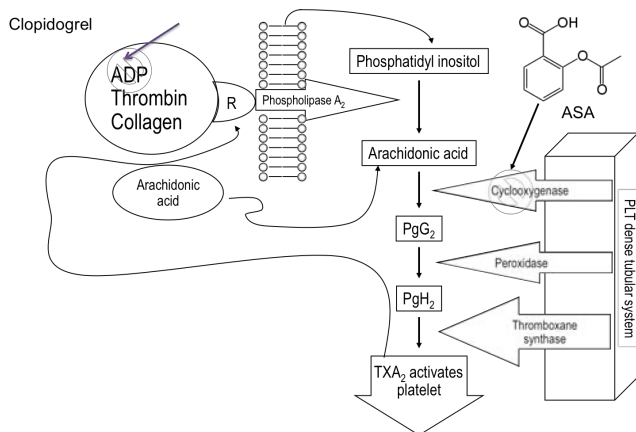 Clopidogrel
ADP
Thrombin
Collagen
R
Phospholipase A₂
Phosphatidyl inositol
O
OH
O
O
ASA
Arachidonic acid
Arachidonic
acid
Cyclooxygenase
PLT dense tubular system
PgG₂
Peroxidase
PgH₂
Thromboxane
synthase
TXA₂ activates
platelet